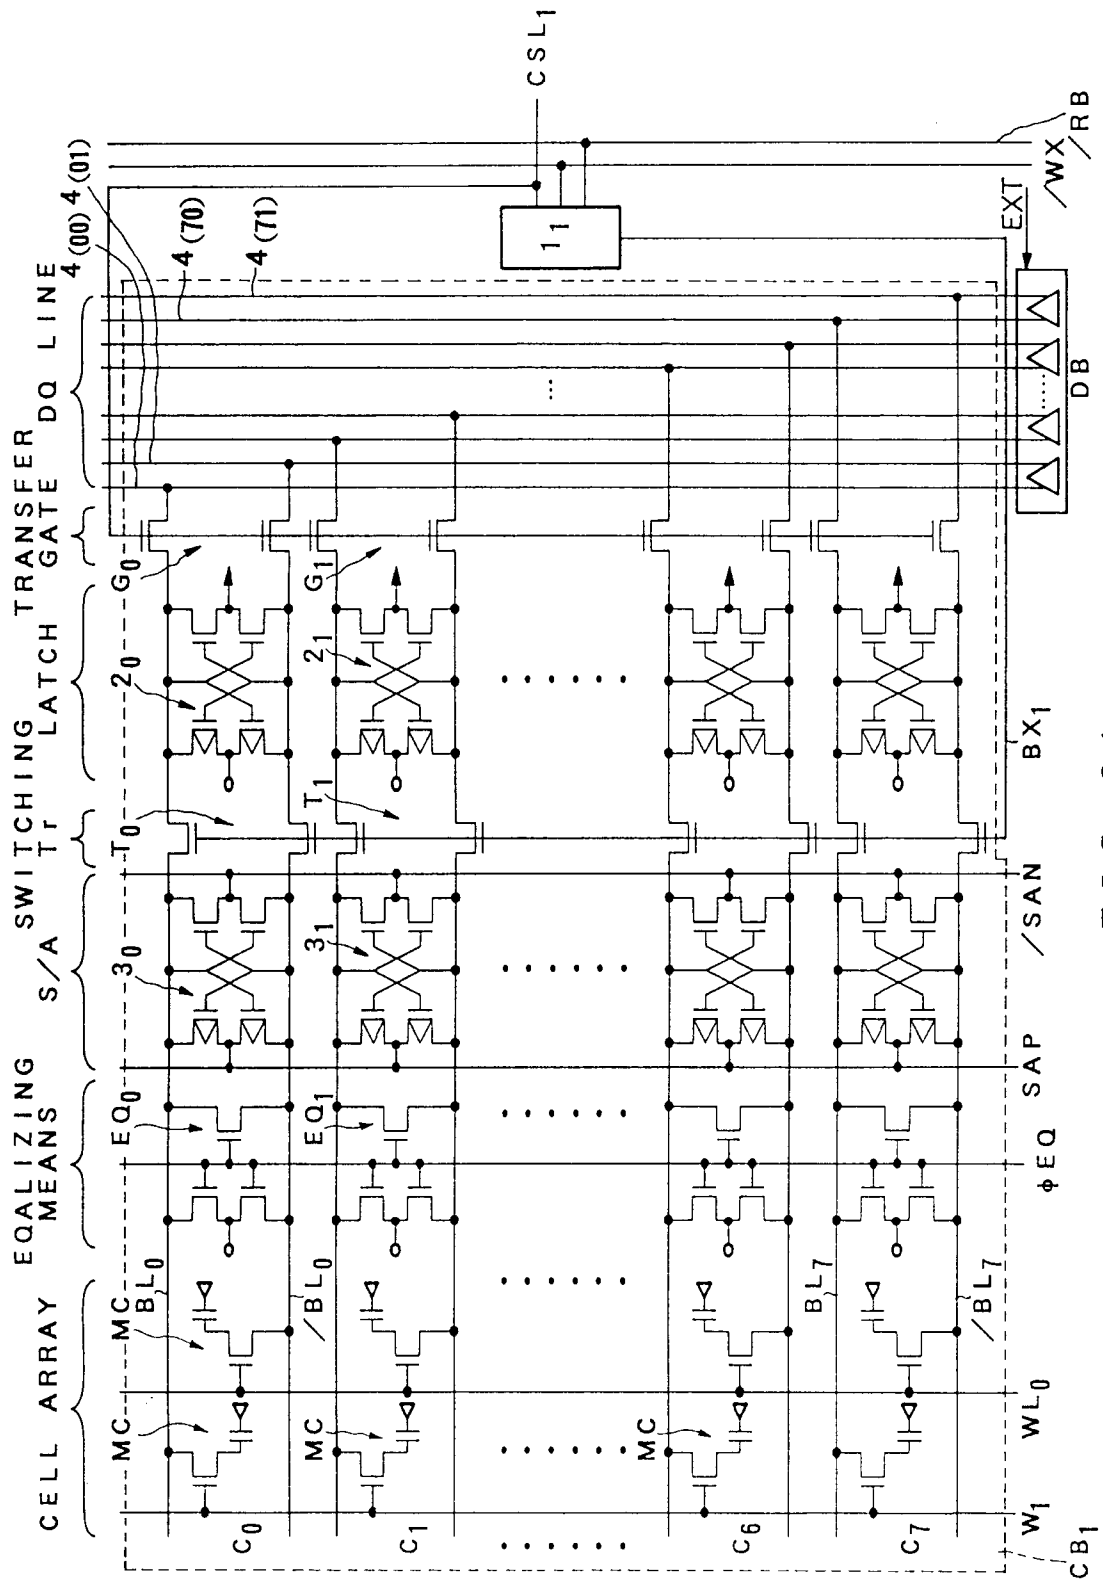 CELL ARRAY
EQALIZING
MEANS
S/A
SWITCHING
Tr
LATCH
TRANSFER
GATE
DQ LINE
4(00)
4(01)
4(70)
4(71)
CSL1
MC
MC
BL0
EQ0
30
T0
20
G0
C0
/BL0
MC
EQ1
31
T1
21
G1
11
C1
MC
C6
BL7
C7
/BL7
CB1
W1
WL0
φEQ
SAP
/SAN
BX1
DB
EXT
/WX
/RB